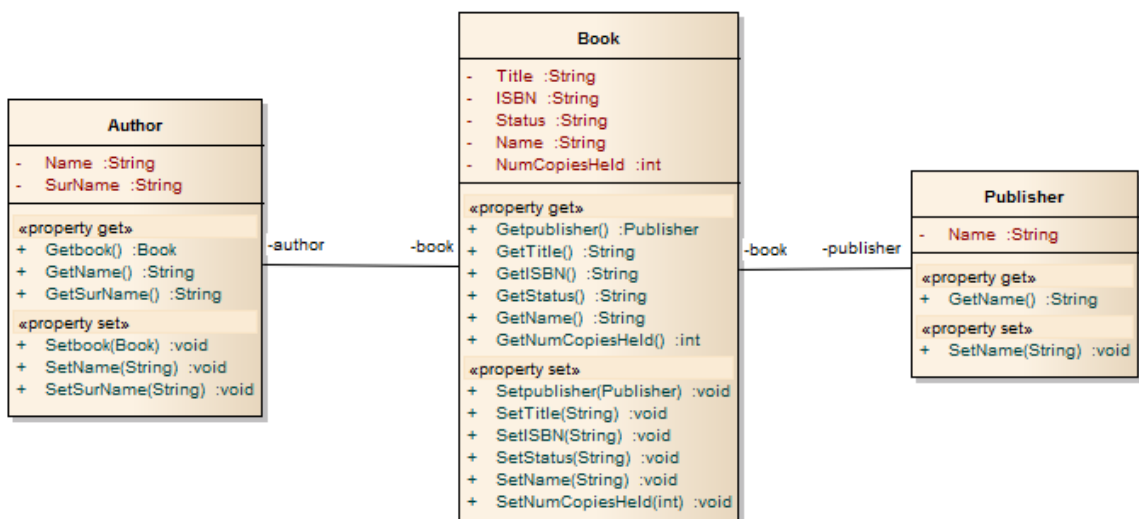 Author
- Name :String
- SurName :String
«property get»
+ Getbook() :Book
+ GetName() :String
+ GetSurName() :String
«property set»
+ Setbook(Book) :void
+ SetName(String) :void
+ SetSurName(String) :void
-author
-book
Book
- Title :String
- ISBN :String
- Status :String
- Name :String
- NumCopiesHeld :int
«property get»
+ Getpublisher() :Publisher
+ GetTitle() :String
+ GetISBN() :String
+ GetStatus() :String
+ GetName() :String
+ GetNumCopiesHeld() :int
«property set»
+ Setpublisher(Publisher) :void
+ SetTitle(String) :void
+ SetISBN(String) :void
+ SetStatus(String) :void
+ SetName(String) :void
+ SetNumCopiesHeld(int) :void
-book
-publisher
Publisher
- Name :String
«property get»
+ GetName() :String
«property set»
+ SetName(String) :void